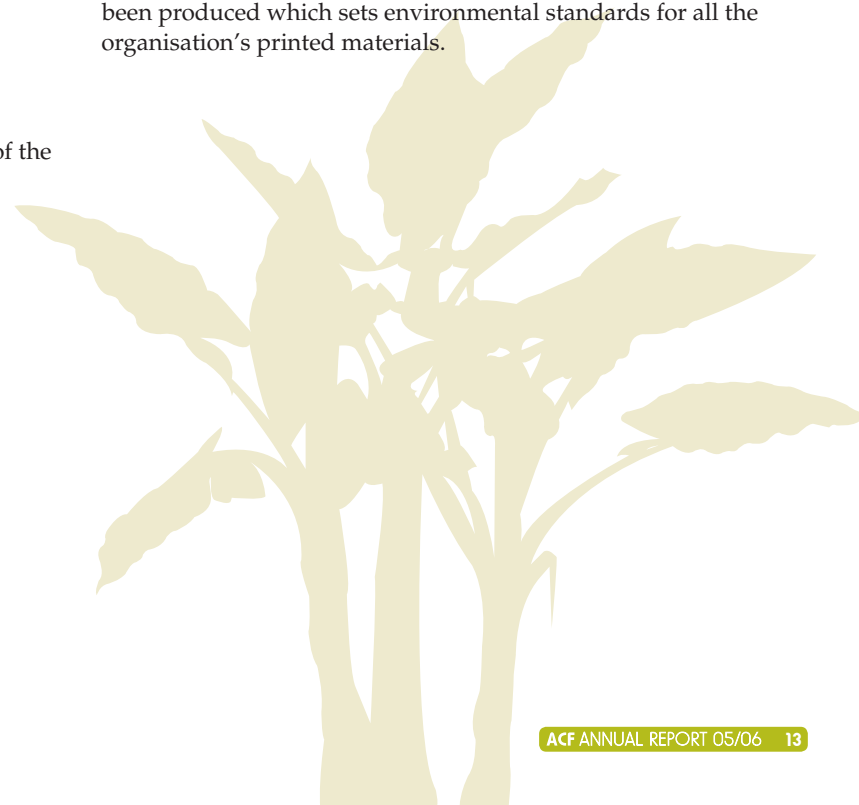 been produced which sets environmental standards for all the
organisation’s printed materials.
of the
ACF ANNUAL REPORT 05/06 13